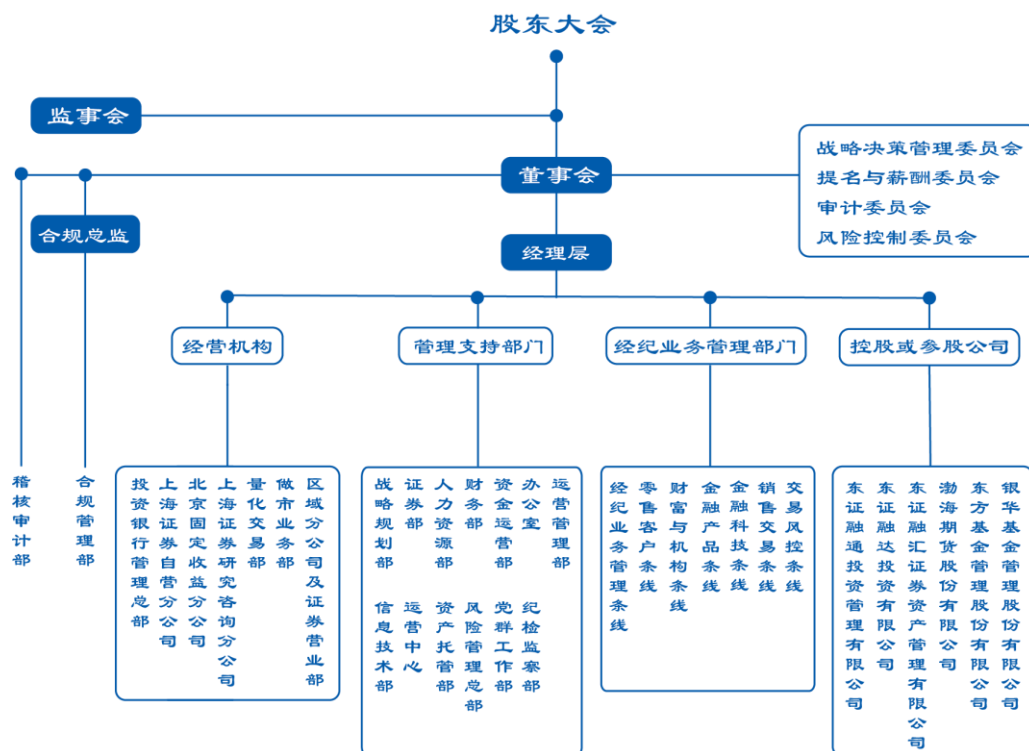 股东大会
监事会
董事会
战略决策管理委员会
提名与薪酬委员会
审计委员会
风险控制委员会
合规总监
经理层
经营机构
管理支持部门
经纪业务管理部门
控股或参股公司
稽核审计部
合规管理部
投资银行管理总部
上海证券自营分公司
北京固定收益分公司
上海证券研究咨询分公司
量化交易部
做市业务部
区域分公司及证券营业部
战略规划部
证券部
人力资源部
财务部
资金运营部
办公室
运营管理部
信息技术部
运营中心
资产托管部
风险管理总部
党群工作部
纪检监察部
经纪业务管理条线
零售客户条线
财富与机构条线
金融产品条线
金融科技条线
销售交易条线
交易风控条线
东证融通投资管理有限公司
东证融达投资有限公司
东证融汇证券资产管理有限公司
渤海期货股份有限公司
东方基金管理股份有限公司
银华基金管理股份有限公司